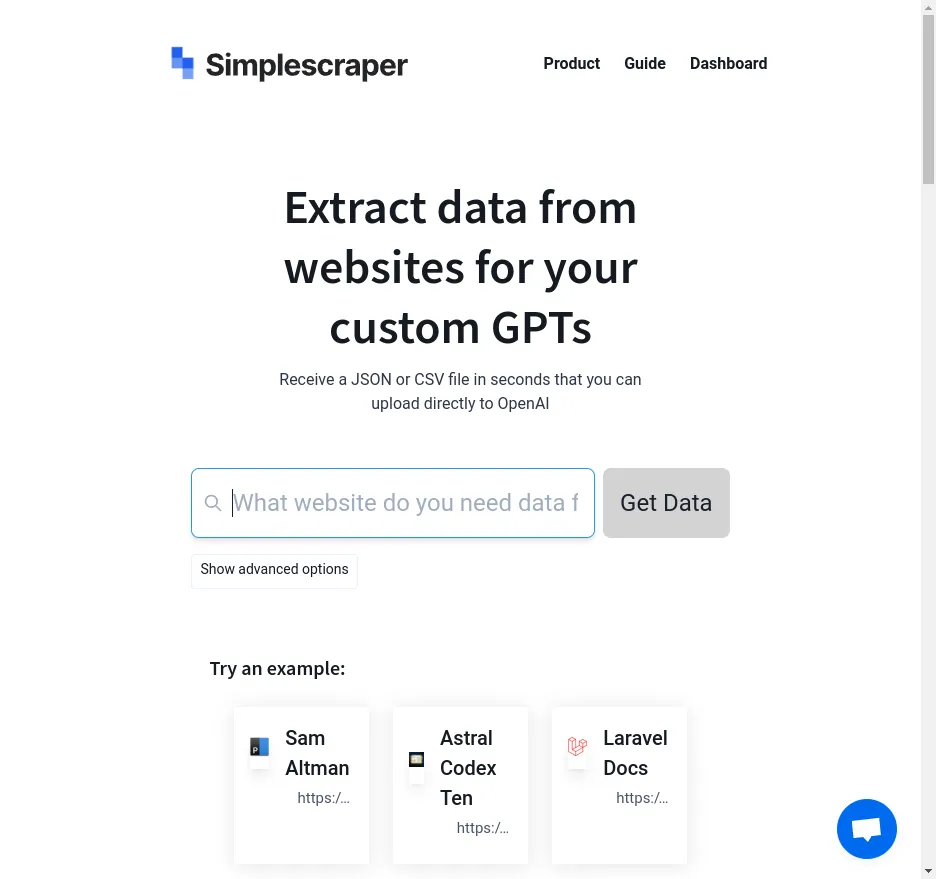 Simplescraper
Product
Guide
Dashboard
Extract data from
websites for your
custom GPTs
Receive a JSON or CSV file in seconds that you can
upload directly to OpenAI
What website do you need data f
Get Data
Show advanced options
Try an example:
P
Sam
Altman
https:/...
Astral
Codex
Ten
https:/...
Laravel
Docs
https:/...